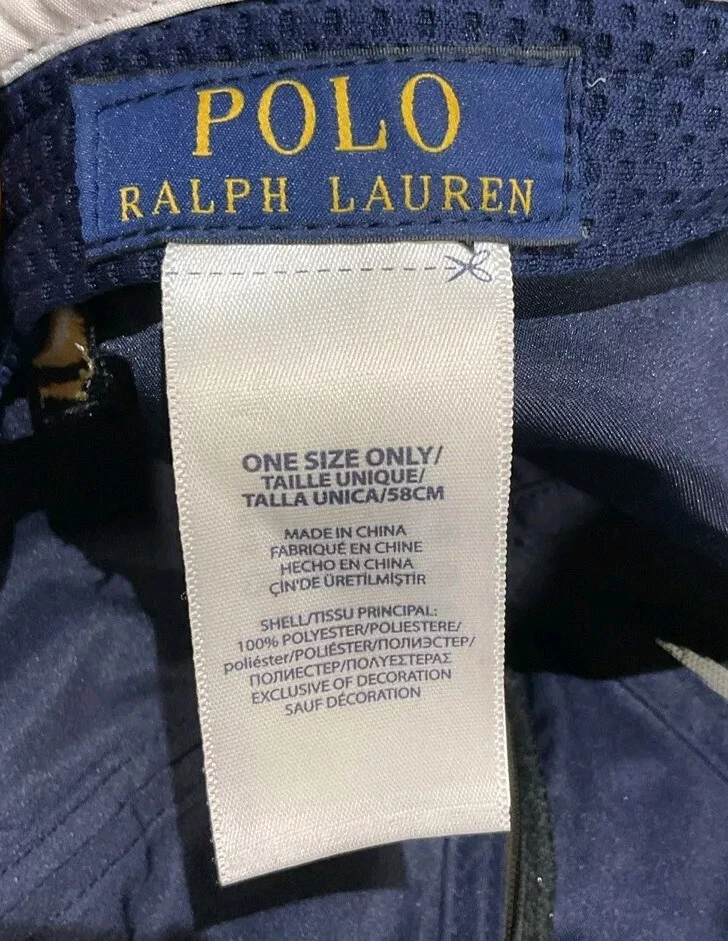 POLO
RALPH LAUREN
ONE SIZE ONLY/
TAILLE UNIQUE/
TALLA UNICA/58CM
MADE IN CHINA
FABRIQUÉ EN CHINE
HECHO EN CHINA
ÇİN'DE ÜRETİLMİŞTİR
SHELL/TISSU PRINCIPAL:
100% POLYESTER/POLIESTERE/
poliéster/POLIÉSTER/ПОЛИЭСТЕР/
ПОЛИЕСТЕР/ΠΟΛΥΕΣΤΕΡΑΣ
EXCLUSIVE OF DECORATION
SAUF DÉCORATION